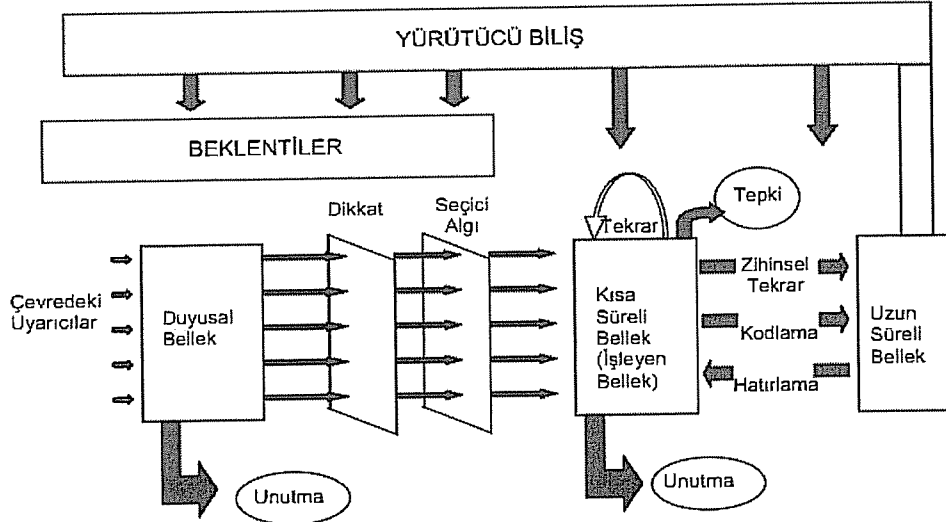 YÜRÜTÜCÜ BİLİŞ
BEKLENTİLER
Dikkat
Seçici
Algı
Tekrar
Tepki
Çevredeki
Uyarıcılar
Duyusal
Bellek
Kısa
Süreli
Bellek
(İşleyen
Bellek)
Zihinsel
Tekrar
Kodlama
Hatırlama
Uzun
Süreli
Bellek
Unutma
Unutma